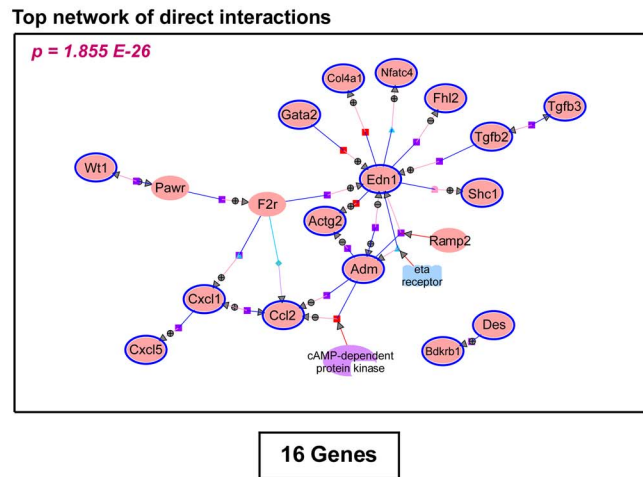 Top network of direct interactions
p = 1.855 E-26
Col4a1
Nfatc4
Fhl2
Tgfb3
Gata2
Tgfb2
Wt1
Pawr
Edn1
Shc1
F2r
Actg2
Ramp2
Adm
eta
receptor
Cxcl1
Ccl2
Des
Cxcl5
Bdkrb1
cAMP-dependent
protein kinase
16 Genes